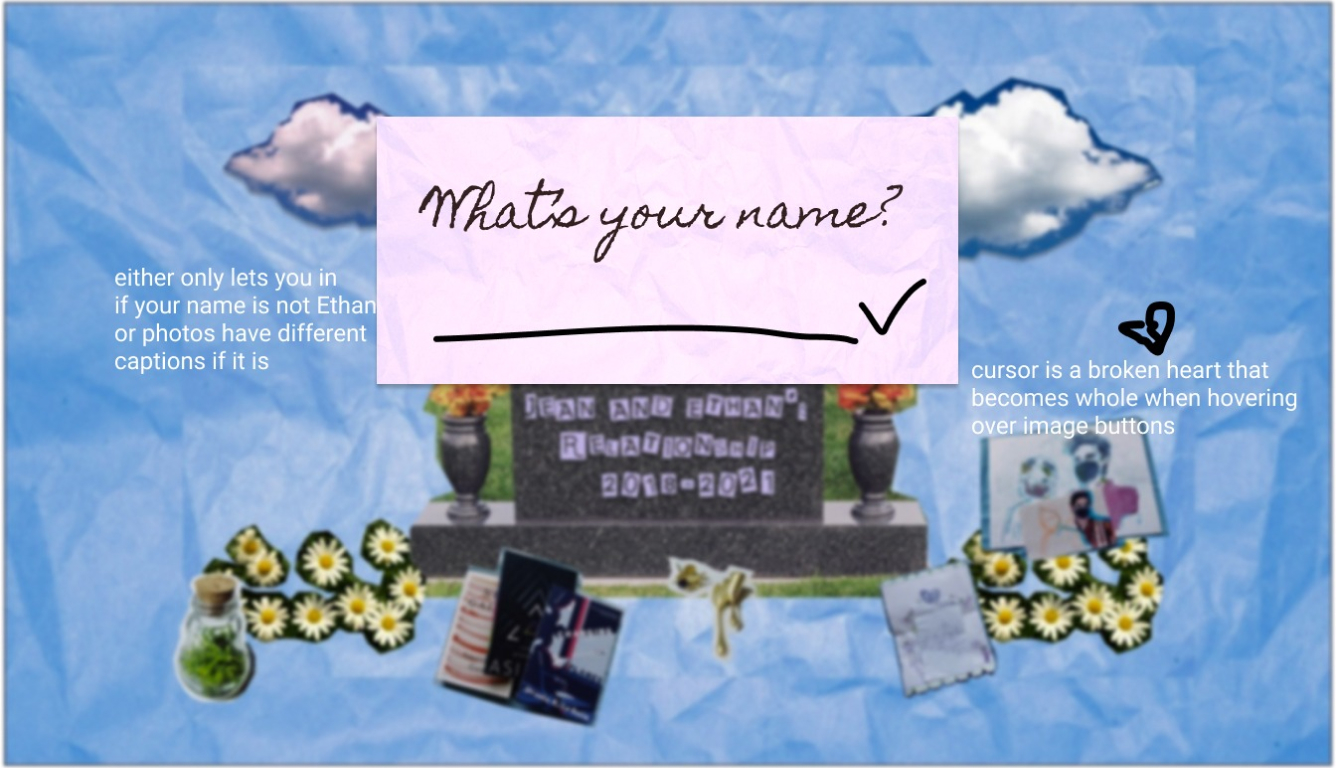 What's your name?
either only lets you in
if your name is not Ethan
or photos have different
captions if it is
cursor is a broken heart that
becomes whole when hovering
over image buttons
JEAN AND ETHAN'S
RELATIONSHIP
2018-2021